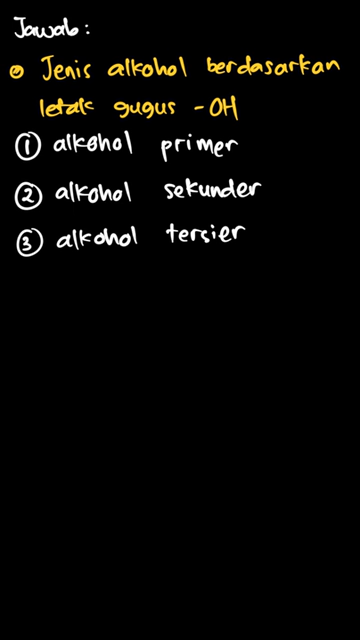 Jawab :
Jenis alkohol berdasarkan
letak gugus - OH
① alkohol primer
② alkohol sekunder
③ alkohol tersier